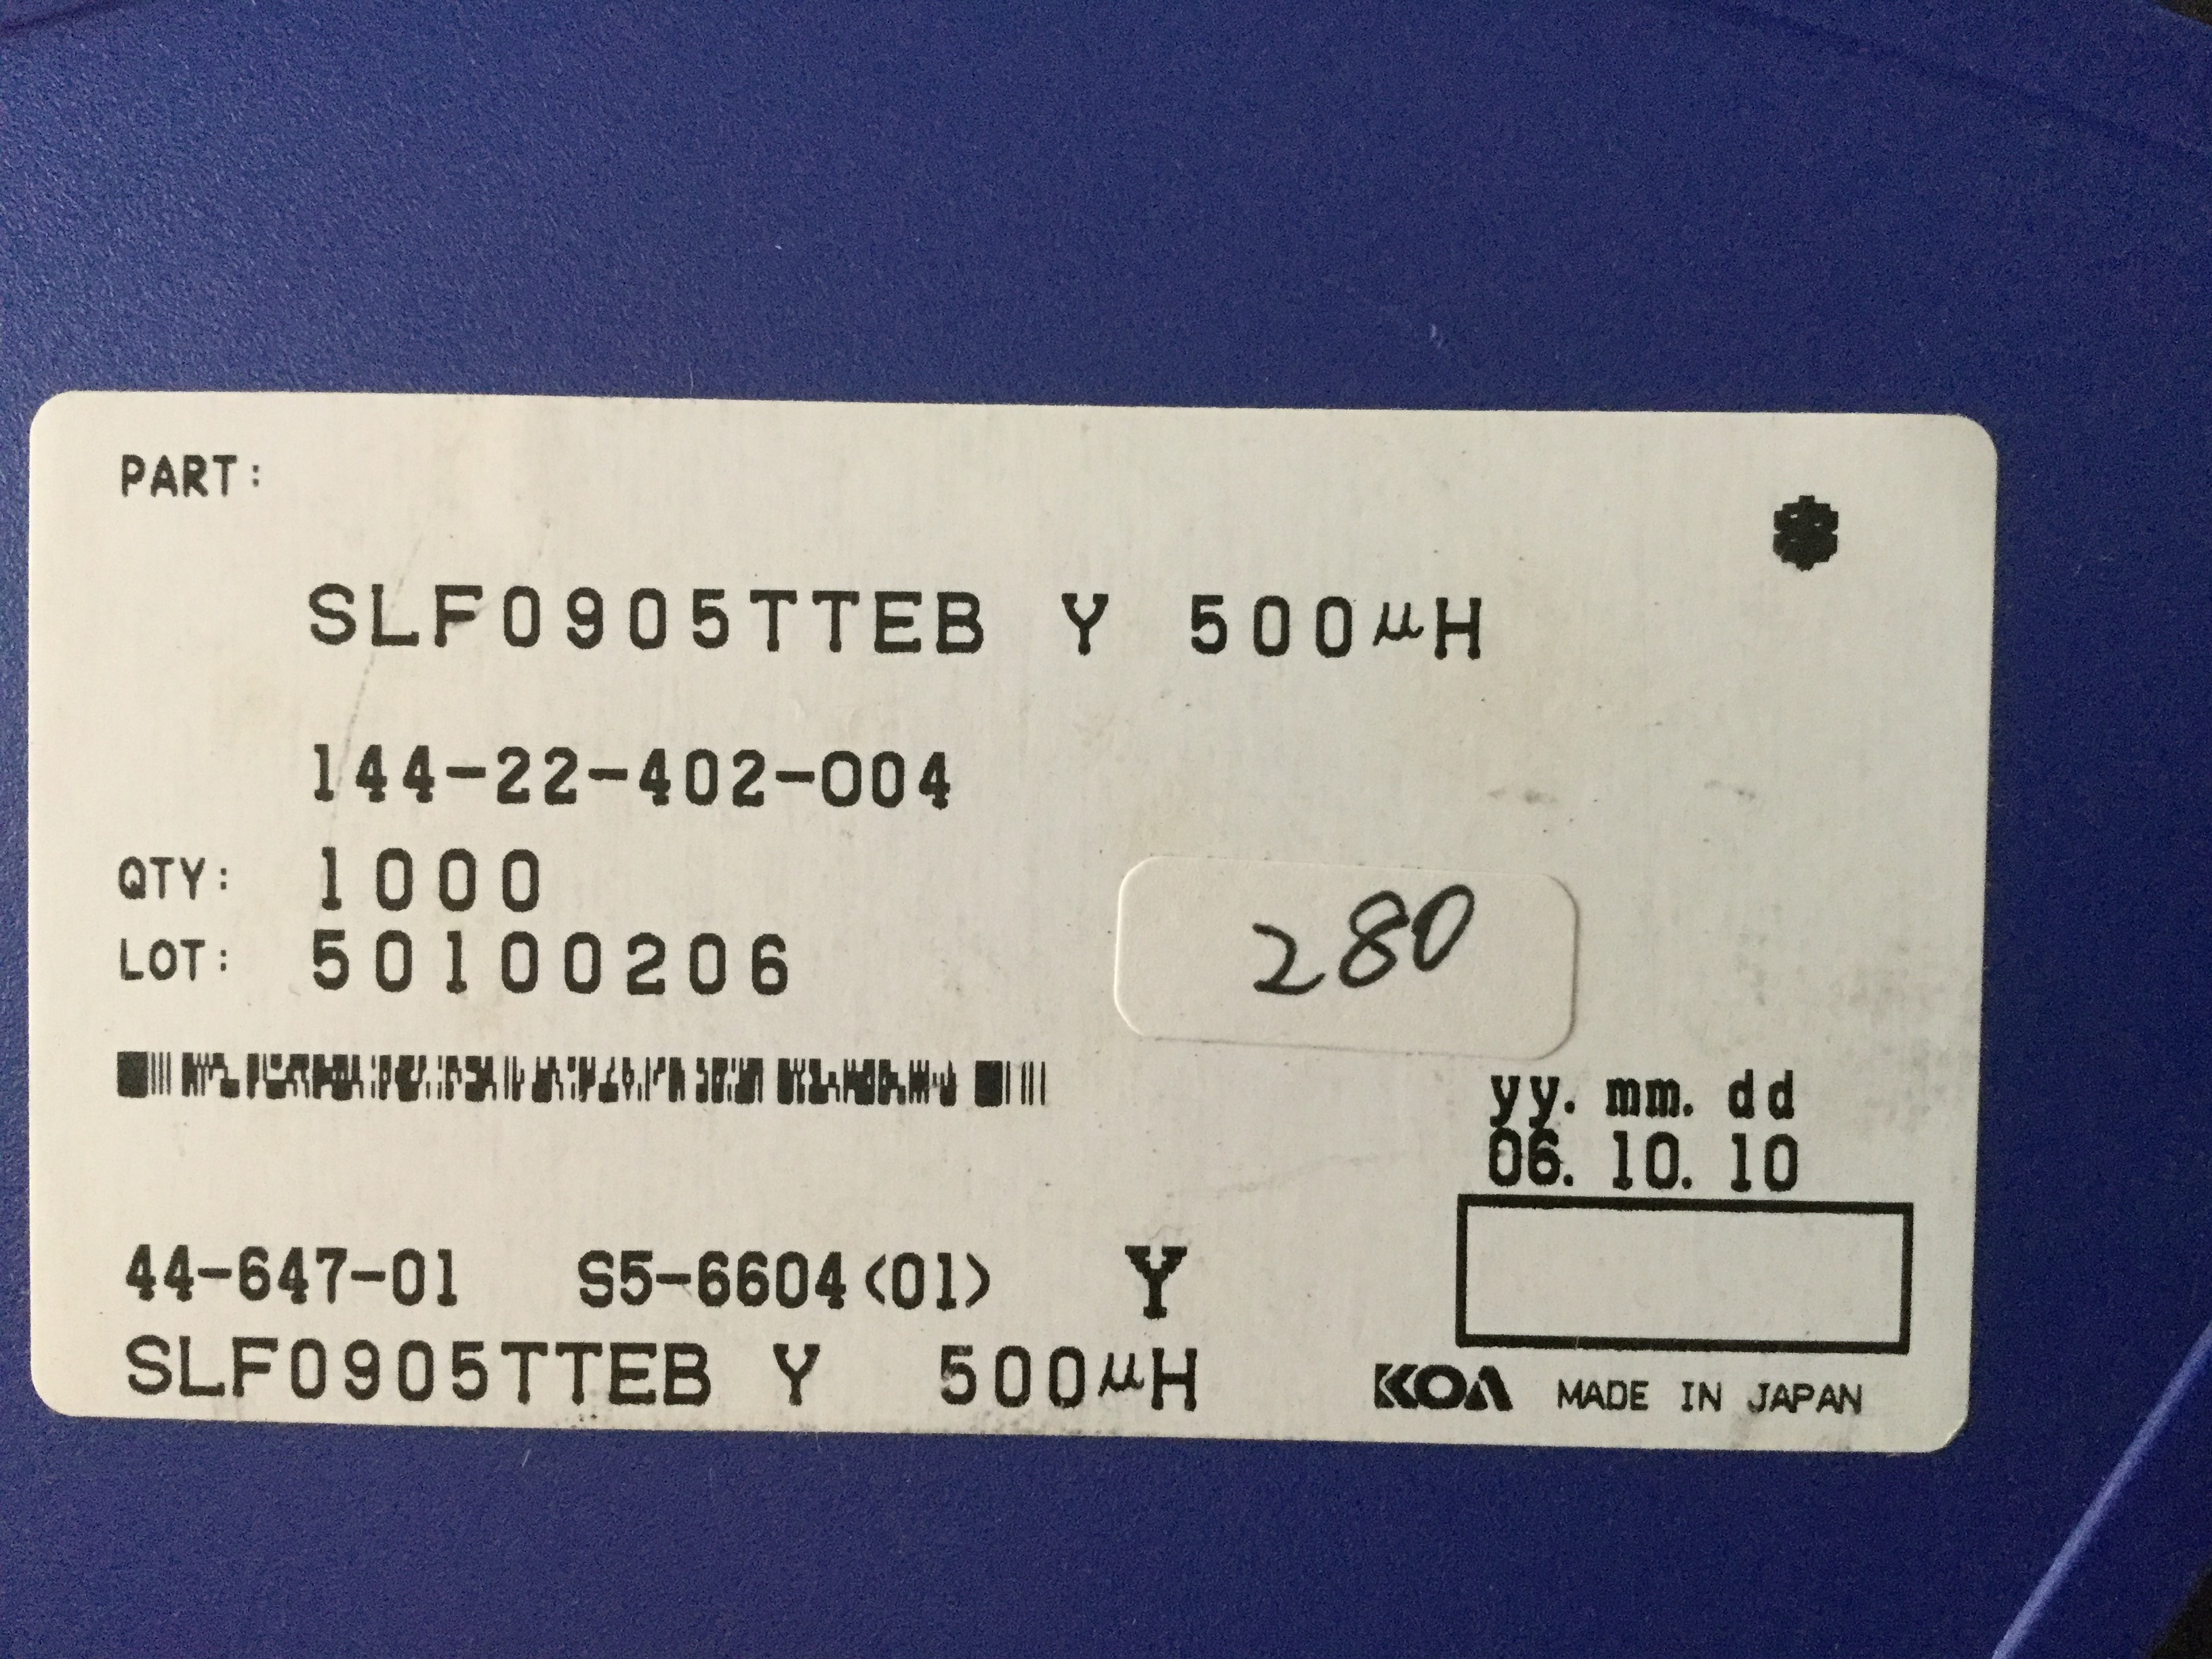 PART:
SLF0905TTEB Y 500μH
144-22-402-004
QTY: 1000
LOT: 50100206
280
yy. mm. dd
06. 10. 10
44-647-01 S5-6604(01) Y
SLF0905TTEB Y 500μH
KOA MADE IN JAPAN